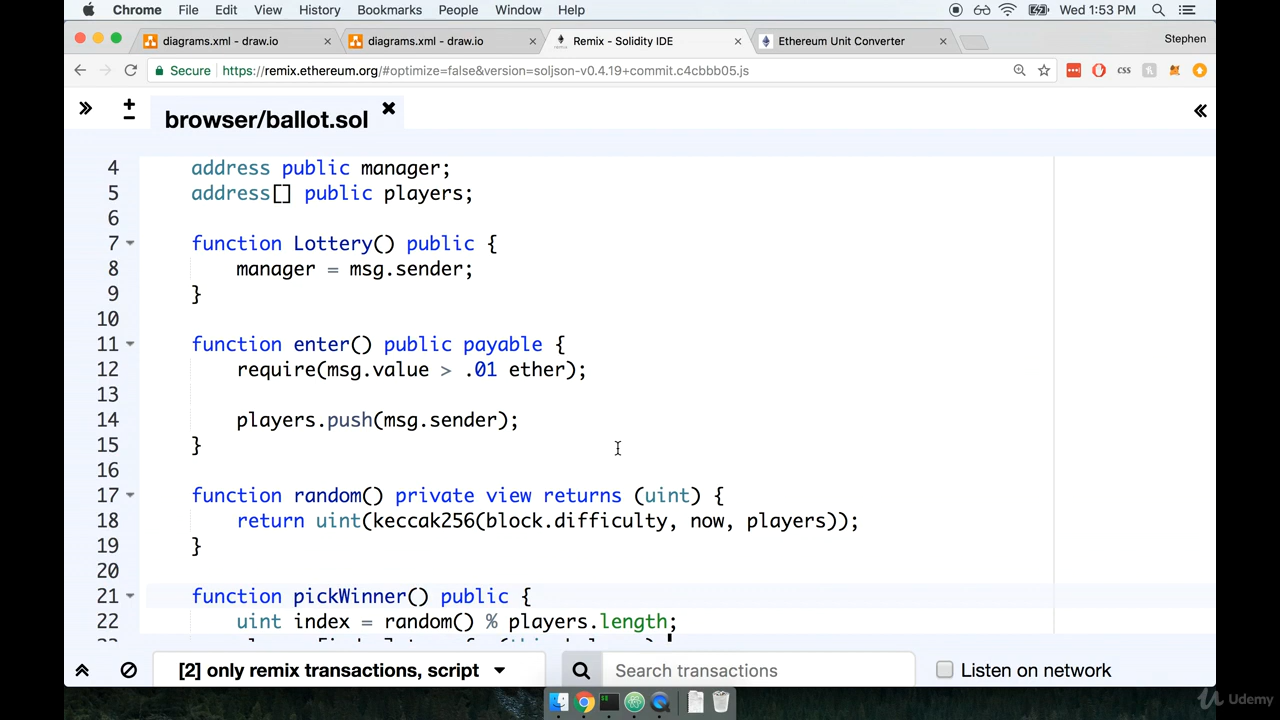 Chrome File Edit View History Bookmarks People Window Help Wed 1:53 PM
diagrams.xml - draw.io × diagrams.xml - draw.io × Remix - Solidity IDE × Ethereum Unit Converter × Stephen
Secure https://remix.ethereum.org/#optimize=false&version=soljson-v0.4.19+commit.c4cbbb05.js CSS
browser/ballot.sol
4 address public manager;
5 address[] public players;
6
7 function Lottery() public {
8 manager = msg.sender;
9 }
10
11 function enter() public payable {
12 require(msg.value > .01 ether);
13
14 players.push(msg.sender);
15 }
16
17 function random() private view returns (uint) {
18 return uint(keccak256(block.difficulty, now, players));
19 }
20
21 function pickWinner() public {
22 uint index = random() % players.length;
[2] only remix transactions, script Search transactions Listen on network
Udemy